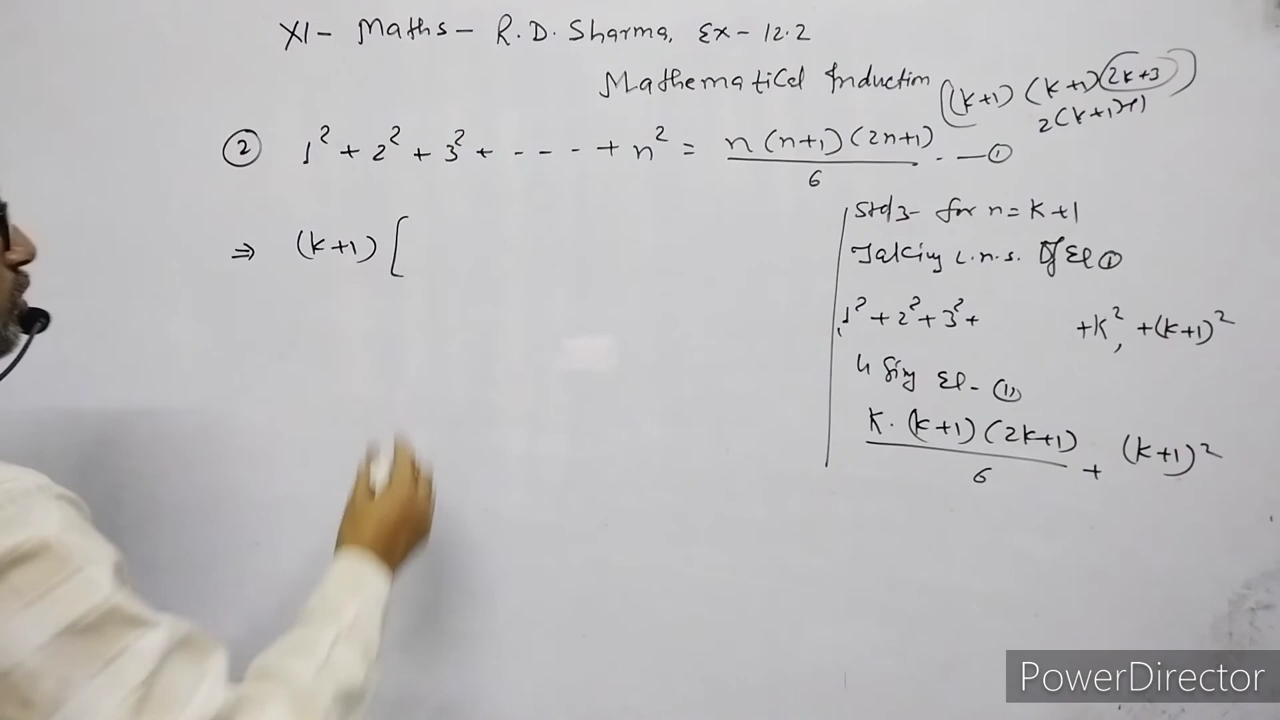 XI - Maths - R.D. Sharma, Ex - 12.2
Mathematical Induction
(k+1) (k+1) (2k+3)
2(k+1)+1)
② 1² + 2² + 3² + - - - - + n² = n(n+1)(2n+1)/6 . —①
⇒ (k+1) [
Std3- for n = k+1
Taking L.H.S. Of Eq ①
1² + 2² + 3² + +k², +(k+1)²
Using Eq - ①
k.(k+1)(2k+1)/6 + (k+1)²
PowerDirector